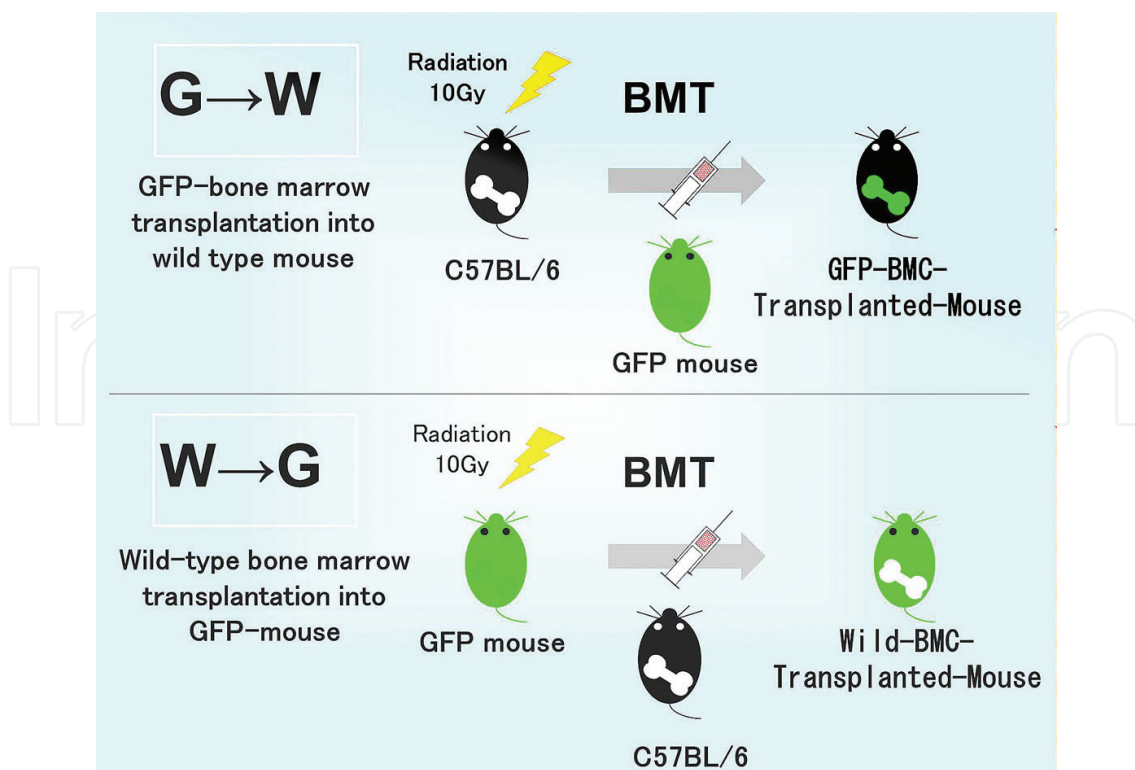 G→W
GFP-bone marrow
transplantation into
wild type mouse
Radiation
10Gy
C57BL/6
BMT
GFP mouse
GFP-BMC-
Transplanted-Mouse
W→G
Wild-type bone marrow
transplantation into
GFP-mouse
Radiation
10Gy
GFP mouse
BMT
C57BL/6
Wild-BMC-
Transplanted-Mouse